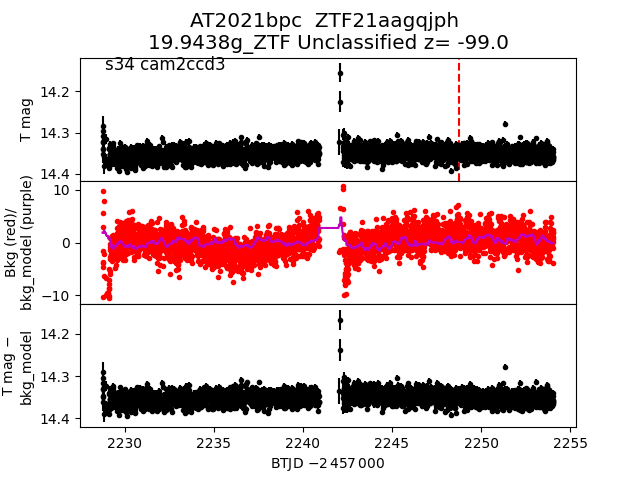 AT2021bpc ZTF21aagqjph
19.9438g_ZTF Unclassified z= -99.0
s34 cam2ccd3
T mag
14.2
14.3
14.4
Bkg (red)/
bkg_model (purple)
10
0
−10
T mag −
bkg_model
14.2
14.3
14.4
2230 2235 2240 2245 2250 2255
BTJD −2 457 000